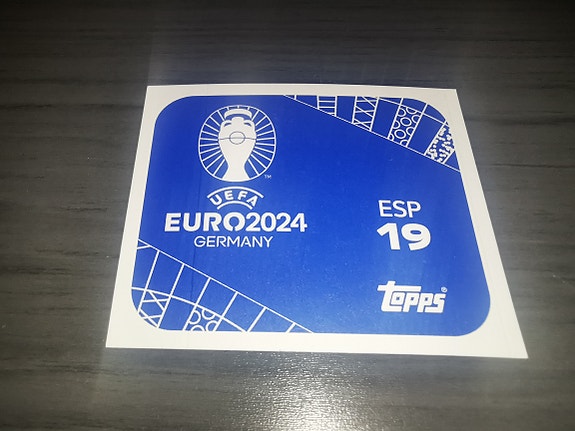 UEFA
EURO2024
GERMANY
ESP
19
Topps